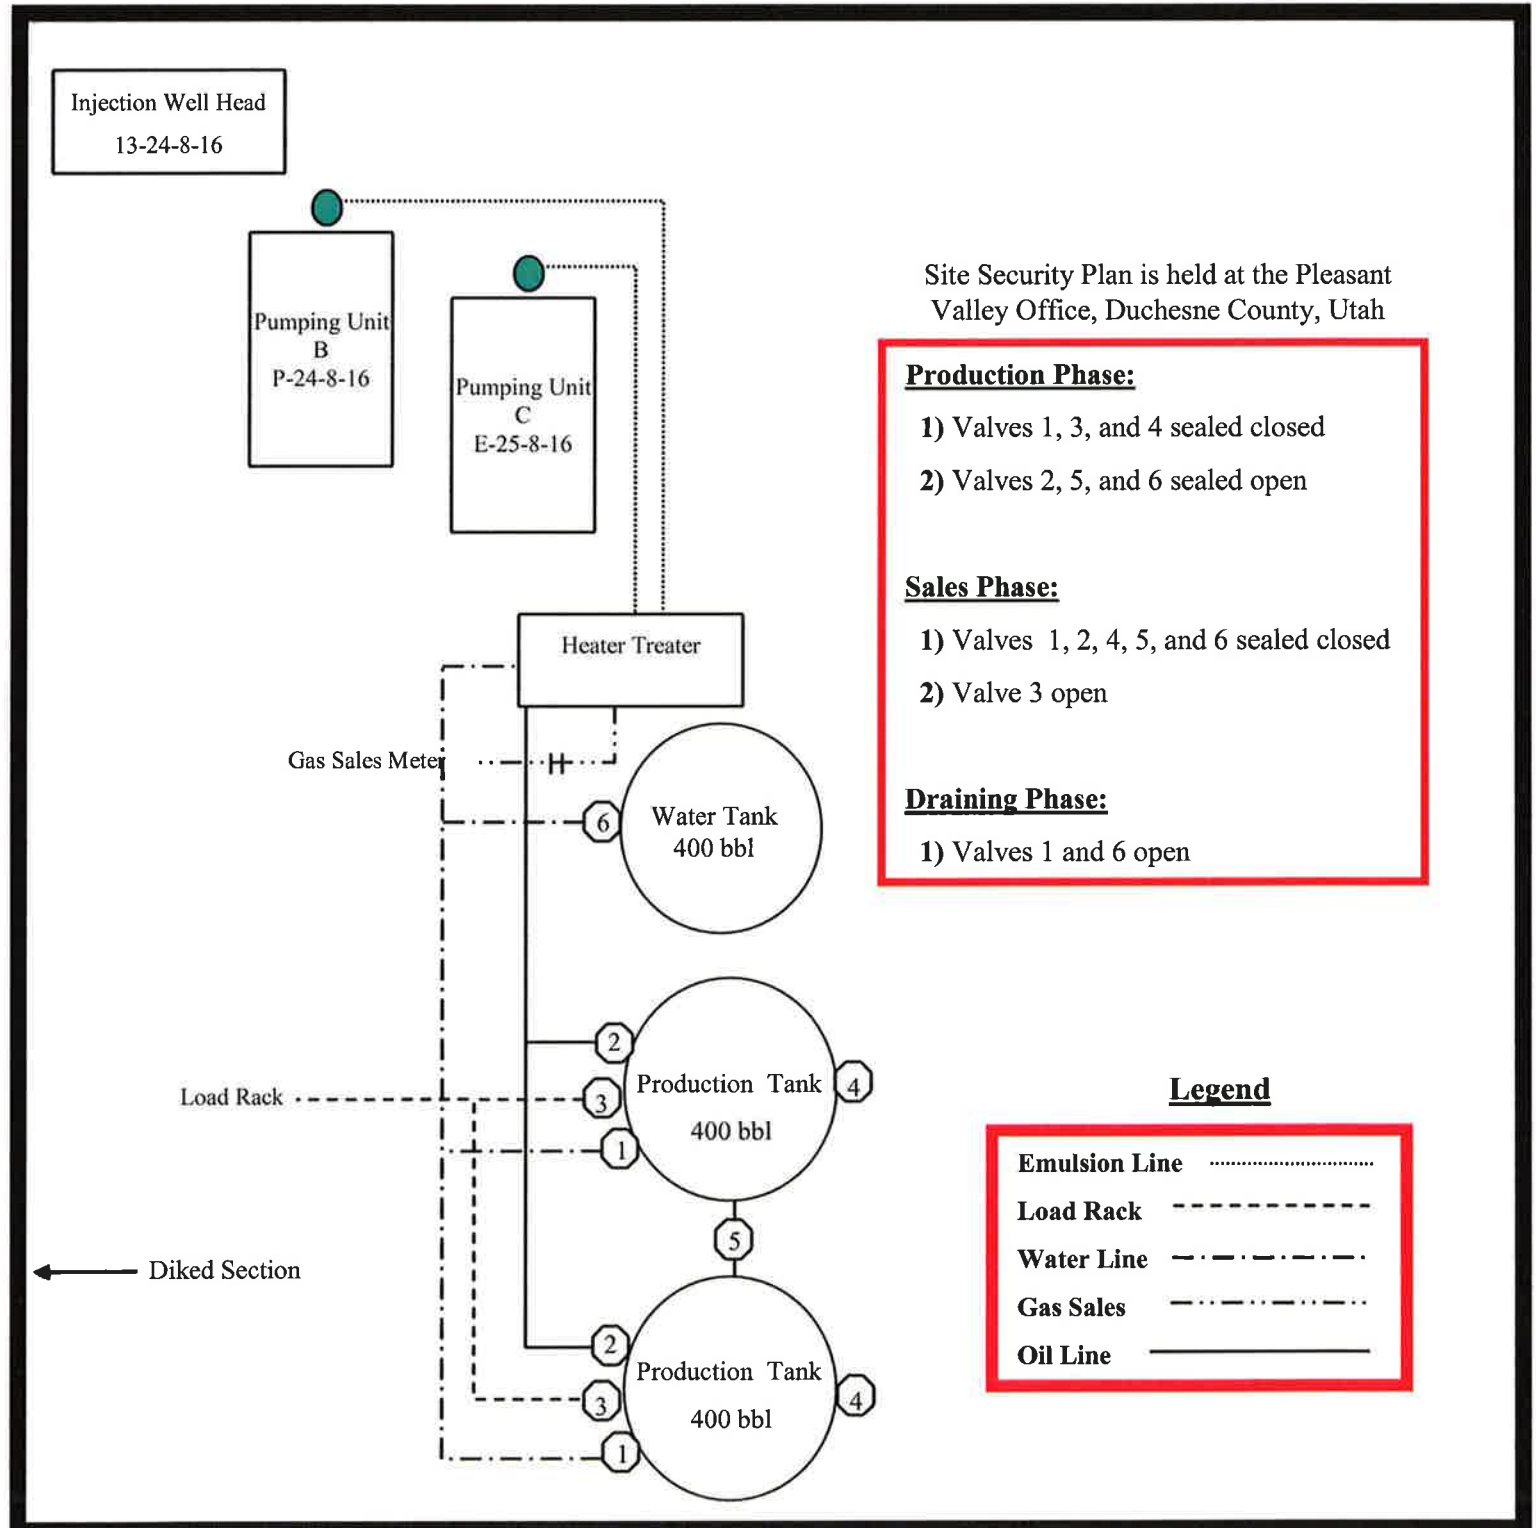 Injection Well Head
13-24-8-16
Pumping Unit
B
P-24-8-16
Pumping Unit
C
E-25-8-16
Site Security Plan is held at the Pleasant
Valley Office, Duchesne County, Utah
Production Phase:
1) Valves 1, 3, and 4 sealed closed
2) Valves 2, 5, and 6 sealed open
Sales Phase:
1) Valves 1, 2, 4, 5, and 6 sealed closed
2) Valve 3 open
Draining Phase:
1) Valves 1 and 6 open
Heater Treater
Gas Sales Meter
H
6
Water Tank
400 bbl
2
Production Tank
400 bbl
4
Load Rack
3
1
5
Diked Section
2
Production Tank
400 bbl
4
3
1
Legend
Emulsion Line
Load Rack
Water Line
Gas Sales
Oil Line